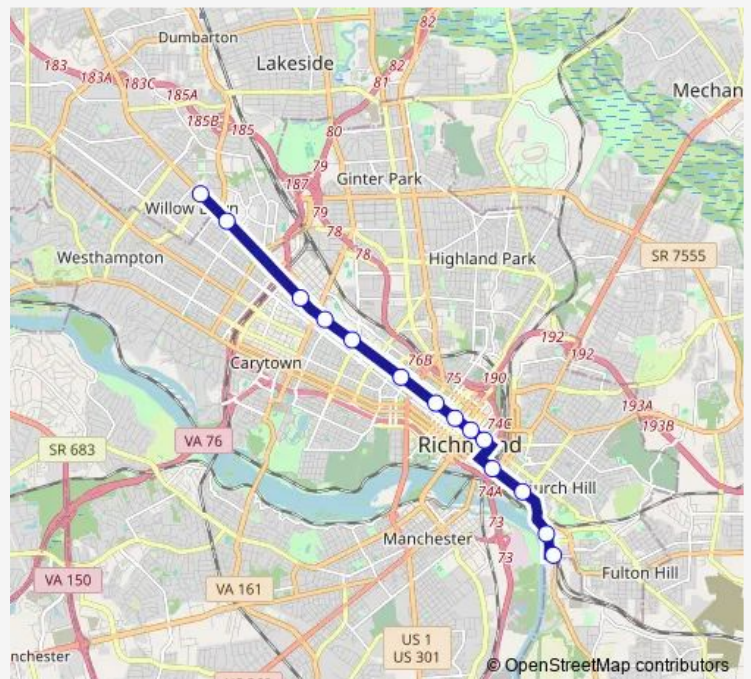 82
Dumbarton
183
183A
183C
Lakeside
82
81
185A
Mechan
185B
185
80
79
187
Ginter Park
Willow
79
78
78
Westhampton
Highland Park
SR 7555
192
192
76B
Carytown
75
190
193A
193B
74C
VA 76
SR 683
Richm nd
74A
urch Hill
73
Manchester
73
VA 150
VA 161
Fulton Hill
US 1
US 301
nchester
© OpenStreetMap contributors